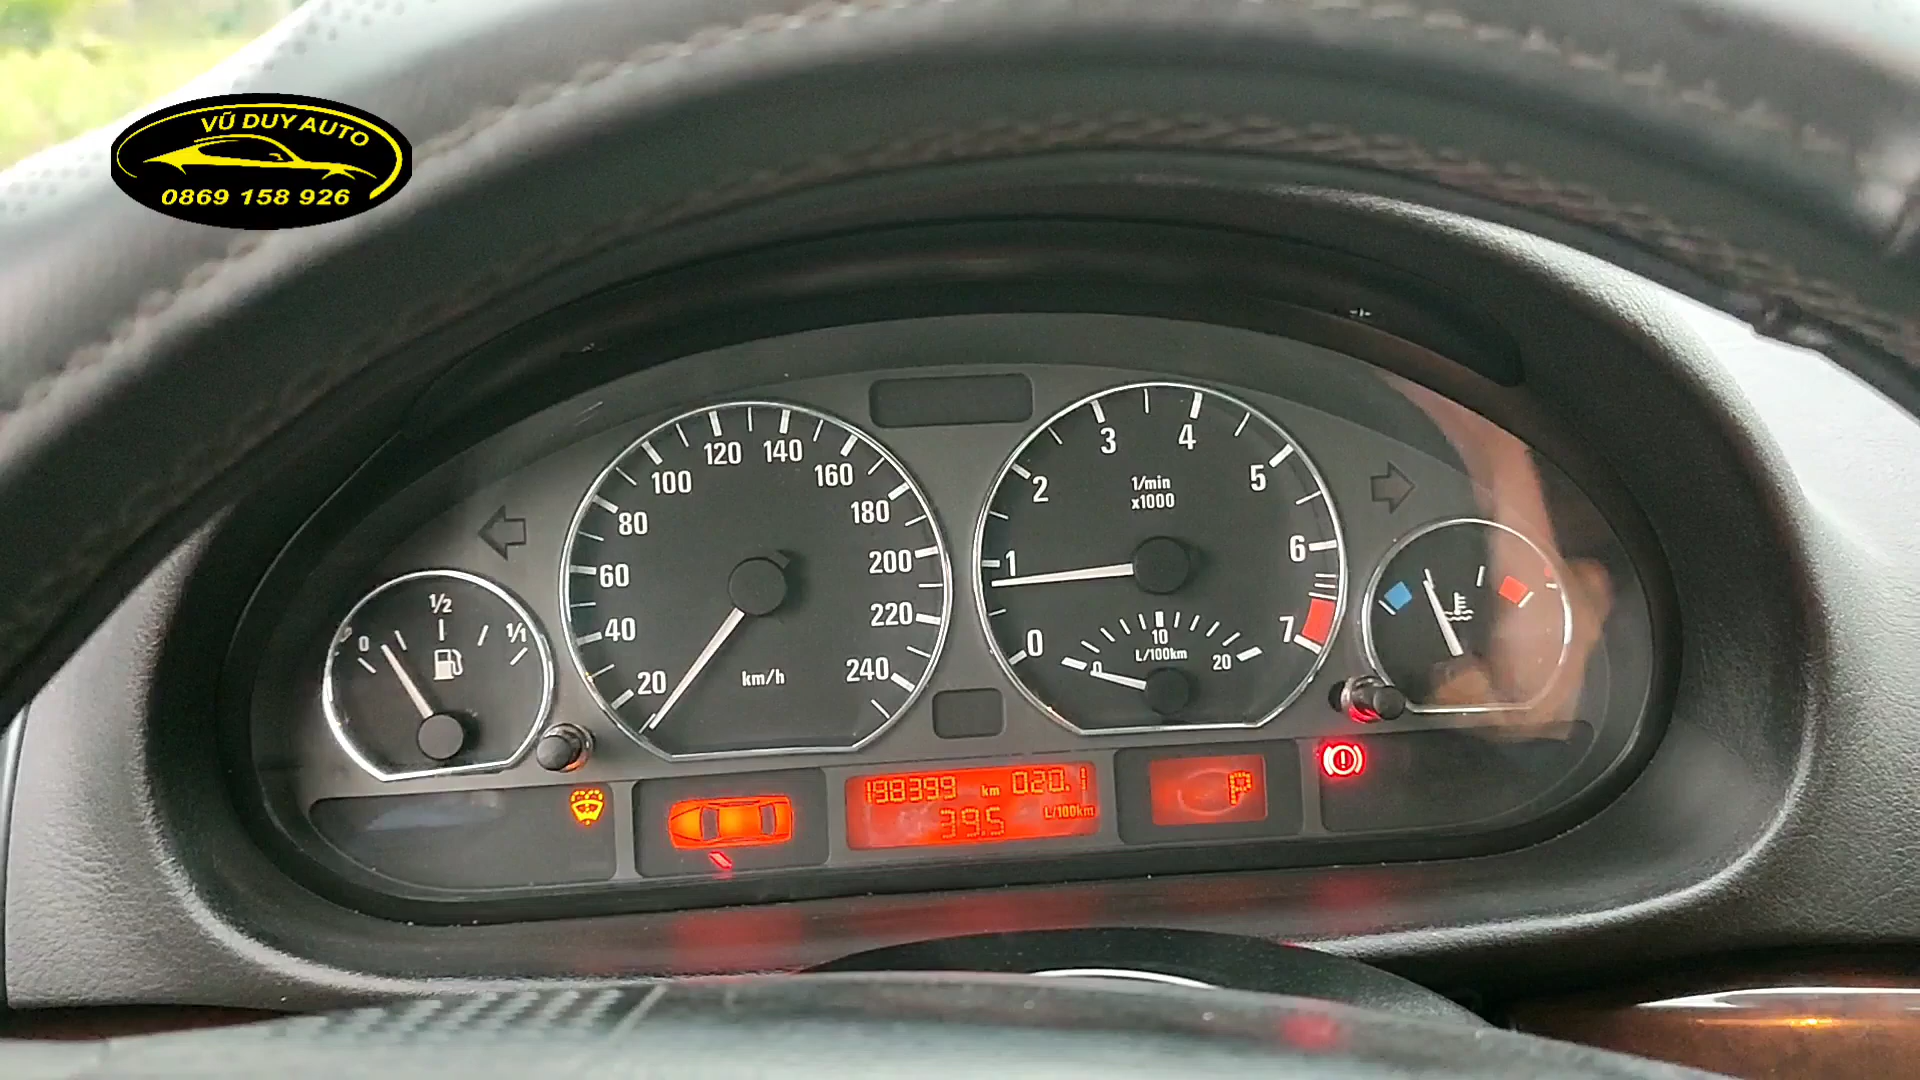 VŨ DUY AUTO
0869 158 926
0 1/2 1/1
20 40 60 80 100 120 140 160 180 200 220 240
km/h
0 1 2 3 4 5 6 7
1/min
x1000
0 10 20
L/100km
198399 km 020.1
39.5 L/100km
P